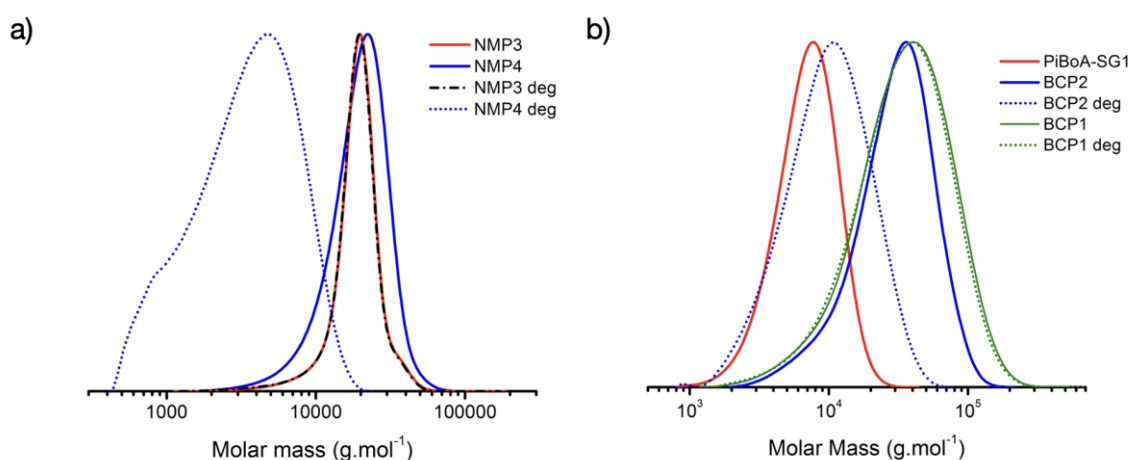 a)
NMP3
NMP4
NMP3 deg
NMP4 deg
1000
10000
100000
Molar mass (g.mol⁻¹)
b)
PiBoA-SG1
BCP2
BCP2 deg
BCP1
BCP1 deg
10³
10⁴
10⁵
Molar Mass (g.mol⁻¹)